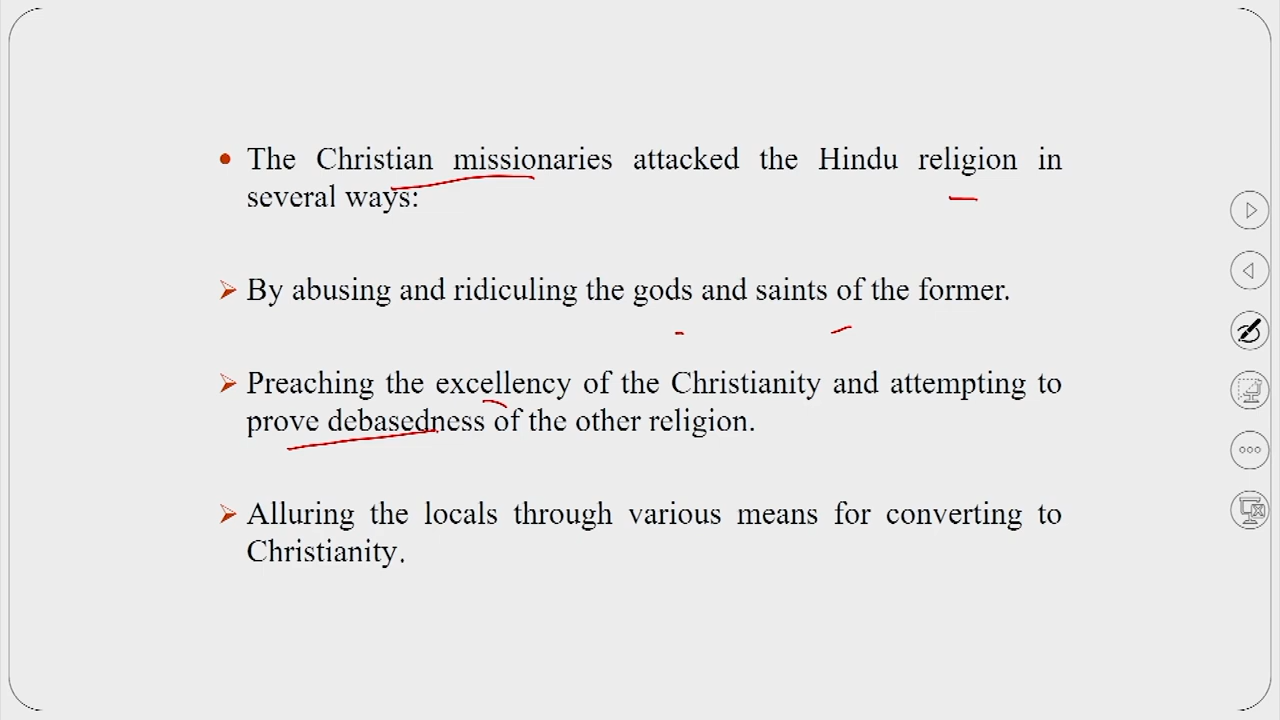 • The Christian missionaries attacked the Hindu religion in
several ways:
➢ By abusing and ridiculing the gods and saints of the former.
➢ Preaching the excellency of the Christianity and attempting to
prove debasedness of the other religion.
➢ Alluring the locals through various means for converting to
Christianity.